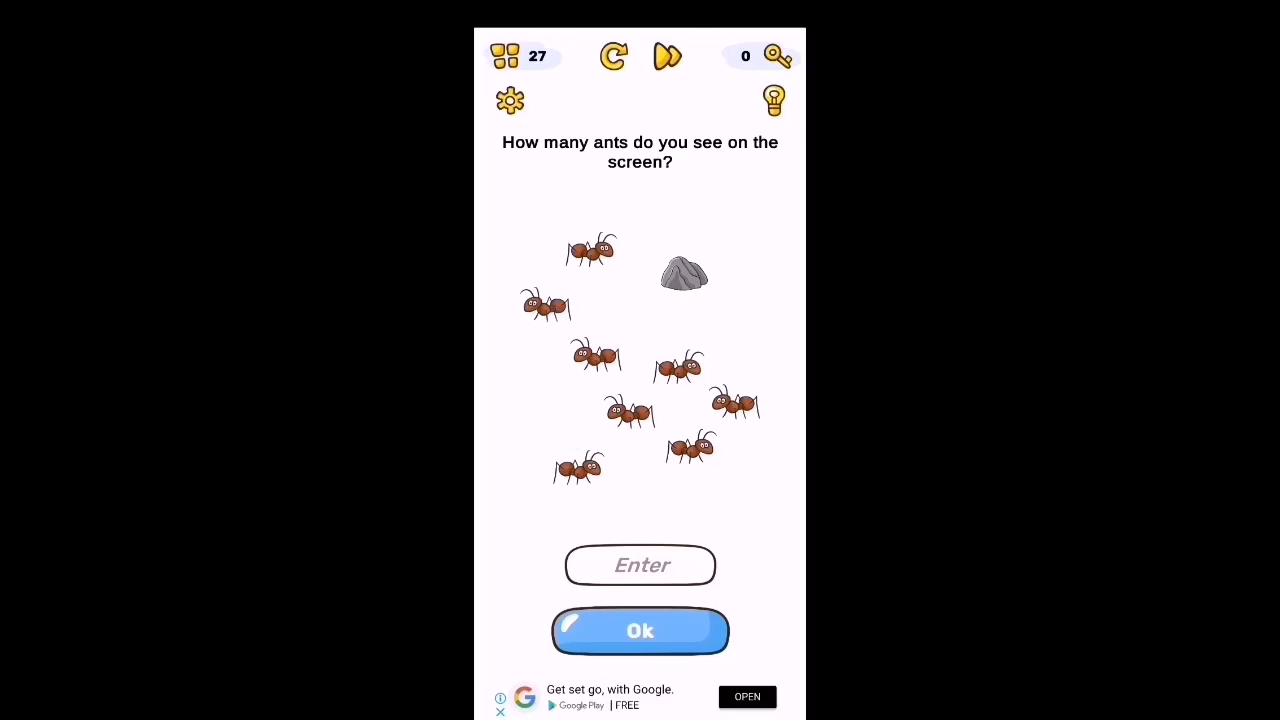 27
0
How many ants do you see on the
screen?
Enter
Ok
Get set go, with Google.
Google Play | FREE
OPEN